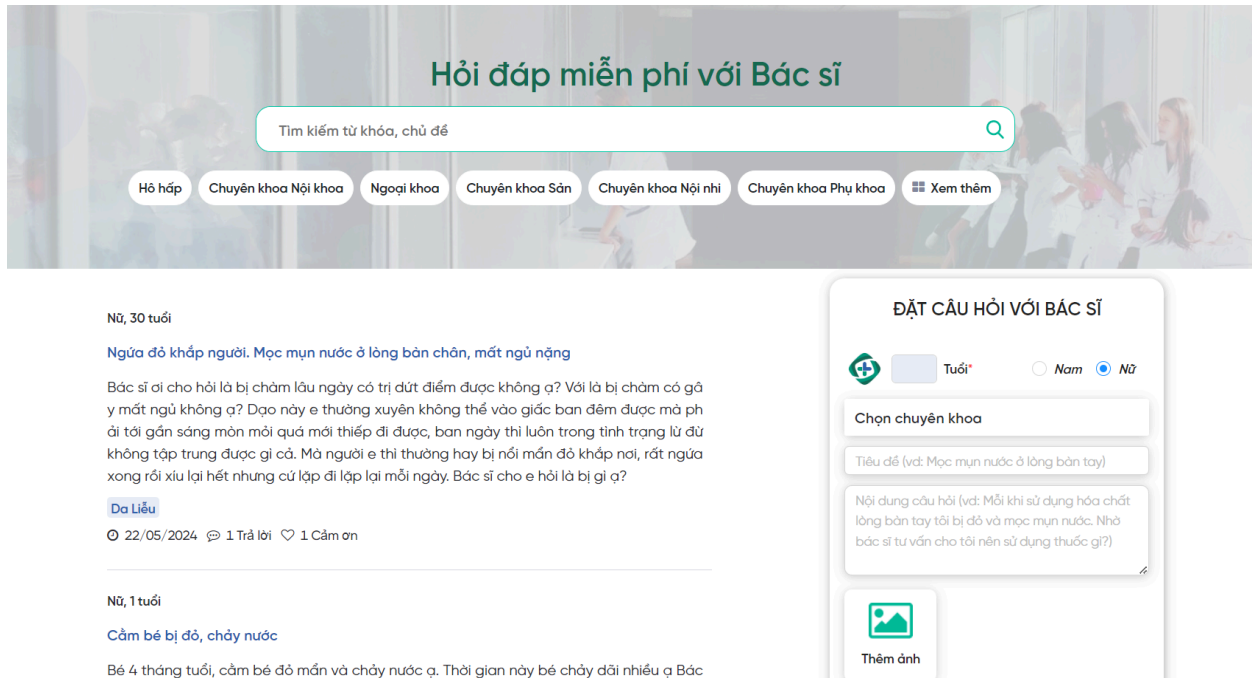 Hỏi đáp miễn phí với Bác sĩ
Tìm kiếm từ khóa, chủ đề
Hô hấp Chuyên khoa Nội khoa Ngoại khoa Chuyên khoa Sản Chuyên khoa Nội nhi Chuyên khoa Phụ khoa Xem thêm
Nữ, 30 tuổi
Ngứa đỏ khắp người. Mọc mụn nước ở lòng bàn chân, mất ngủ nặng
Bác sĩ ơi cho hỏi là bị chàm lâu ngày có trị dứt điểm được không ạ? Với là bị chàm có gâ
y mất ngủ không ạ? Dạo này e thường xuyên không thể vào giấc ban đêm được mà ph
ải tới gần sáng mòn mỏi quá mới thiếp đi được, ban ngày thì luôn trong tình trạng lừ đừ
không tập trung được gì cả. Mà người e thì thường hay bị nổi mẩn đỏ khắp nơi, rất ngứa
xong rồi xíu lại hết nhưng cứ lặp đi lặp lại mỗi ngày. Bác sĩ cho e hỏi là bị gì ạ?
Da Liễu
22/05/2024 1 Trả lời 1 Cảm ơn
Nữ, 1 tuổi
Cằm bé bị đỏ, chảy nước
Bé 4 tháng tuổi, cằm bé đỏ mẩn và chảy nước ạ. Thời gian này bé chảy dãi nhiều ạ Bác
ĐẶT CÂU HỎI VỚI BÁC SĨ
Tuổi* Nam Nữ
Chọn chuyên khoa
Tiêu đề (vd: Mọc mụn nước ở lòng bàn tay)
Nội dung câu hỏi (vd: Mỗi khi sử dụng hóa chất
lòng bàn tay tôi bị đỏ và mọc mụn nước. Nhờ
bác sĩ tư vấn cho tôi nên sử dụng thuốc gì?)
Thêm ảnh